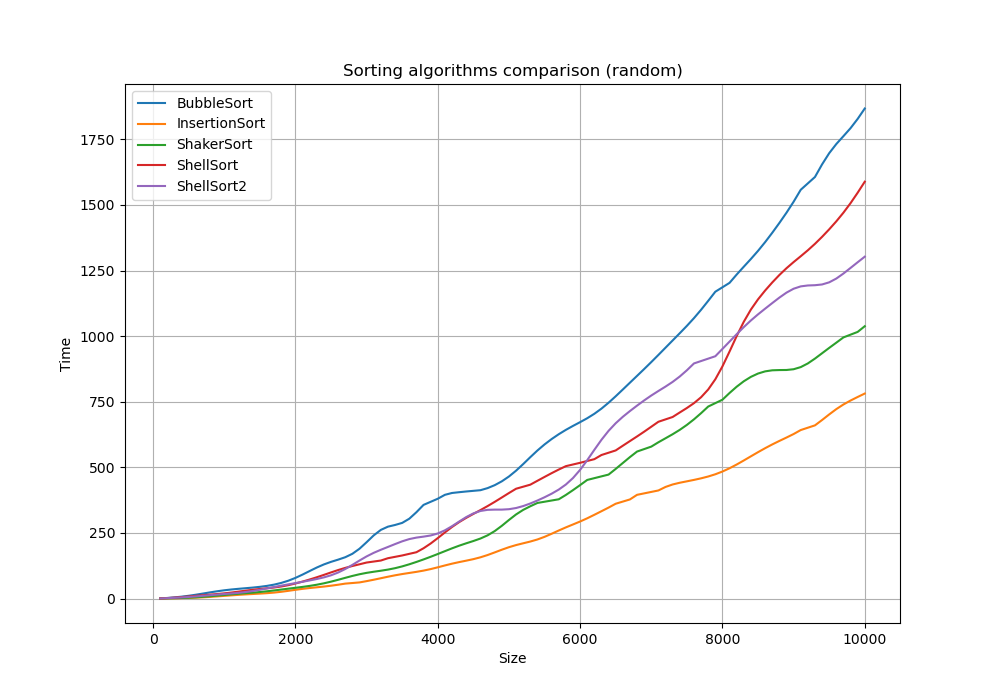 Sorting algorithms comparison (random)
BubbleSort
InsertionSort
ShakerSort
ShellSort
ShellSort2
1750
1500
1250
1000
750
500
250
0
Time
0 2000 4000 6000 8000 10000
Size